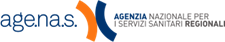 age.na.s.
AGENZIA NAZIONALE PER
I SERVIZI SANITARI REGIONALI